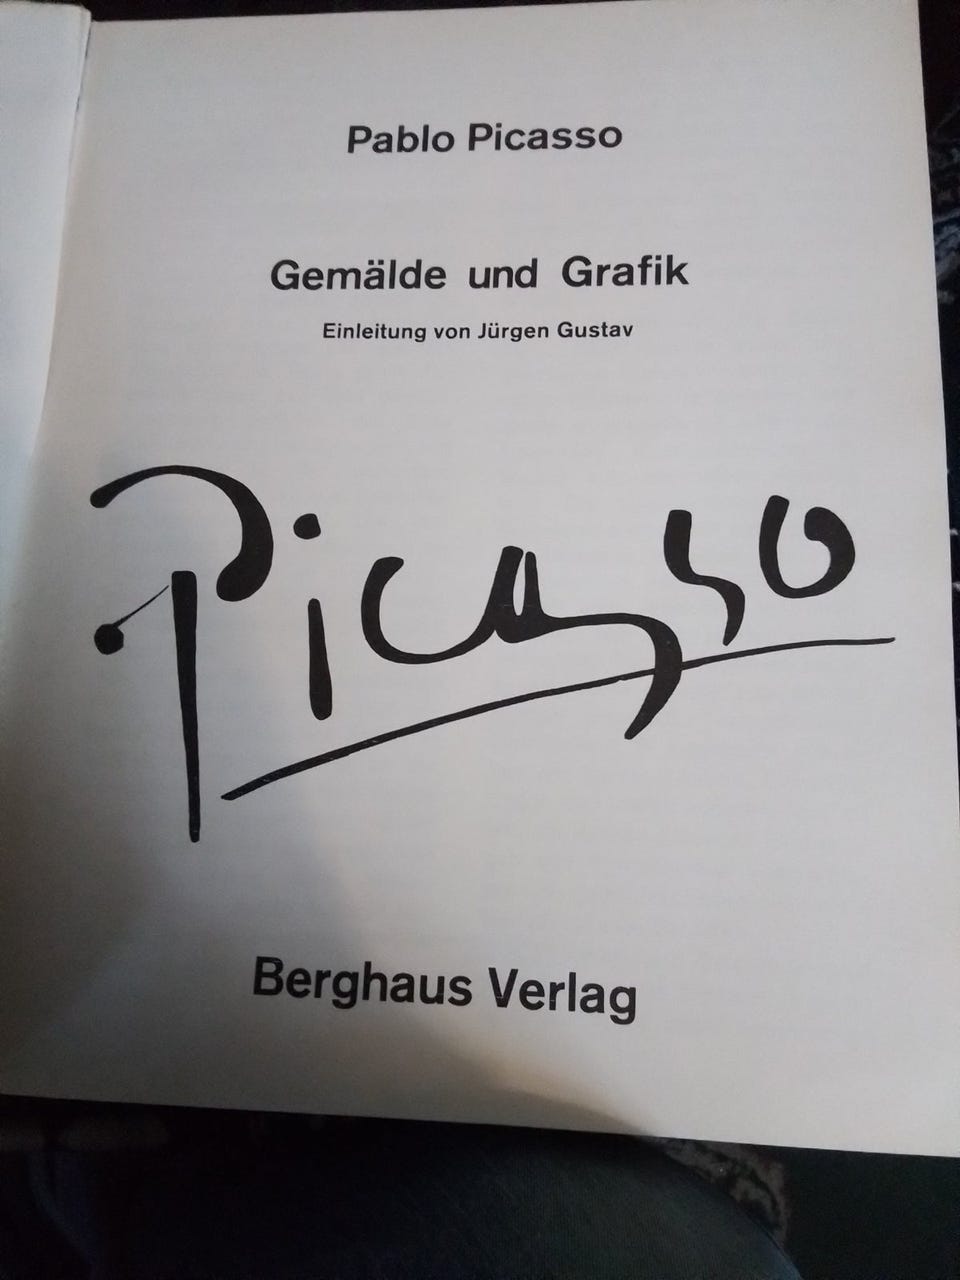 Pablo Picasso
Gemälde und Grafik
Einleitung von Jürgen Gustav
Picasso
Berghaus Verlag